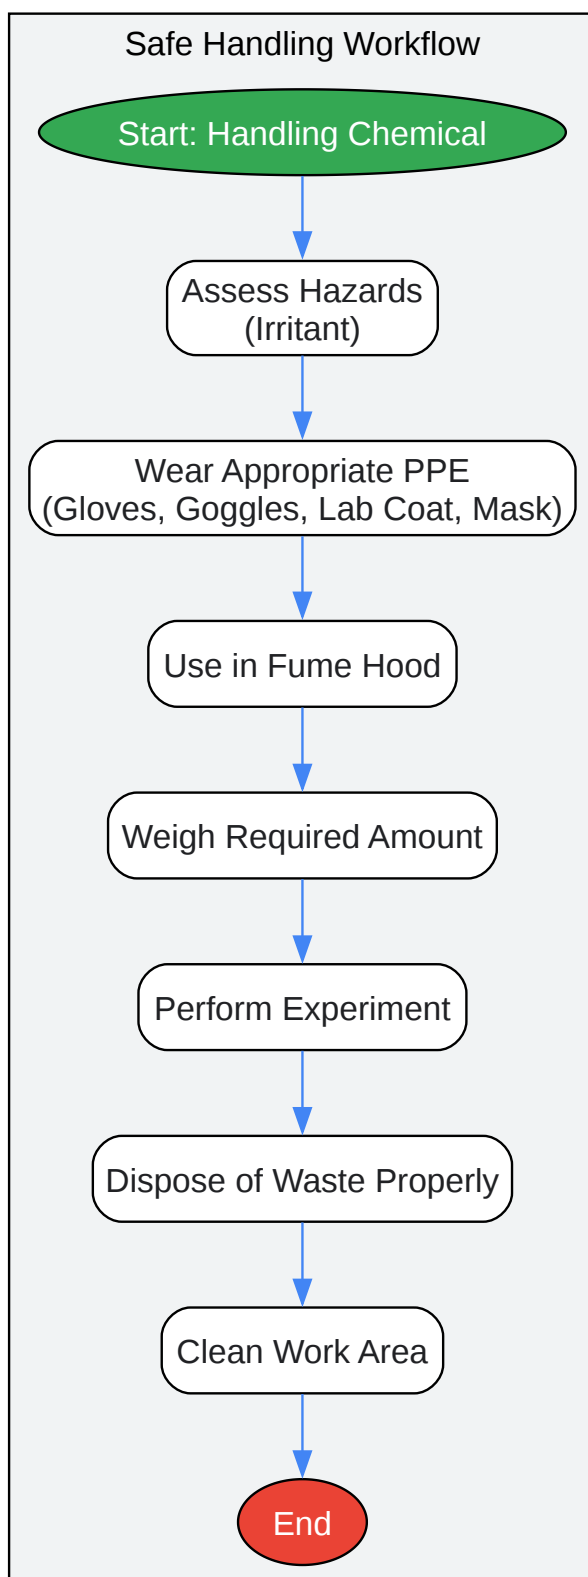 Safe Handling Workflow
Start: Handling Chemical
Assess Hazards
(Irritant)
Wear Appropriate PPE
(Gloves, Goggles, Lab Coat, Mask)
Use in Fume Hood
Weigh Required Amount
Perform Experiment
Dispose of Waste Properly
Clean Work Area
End